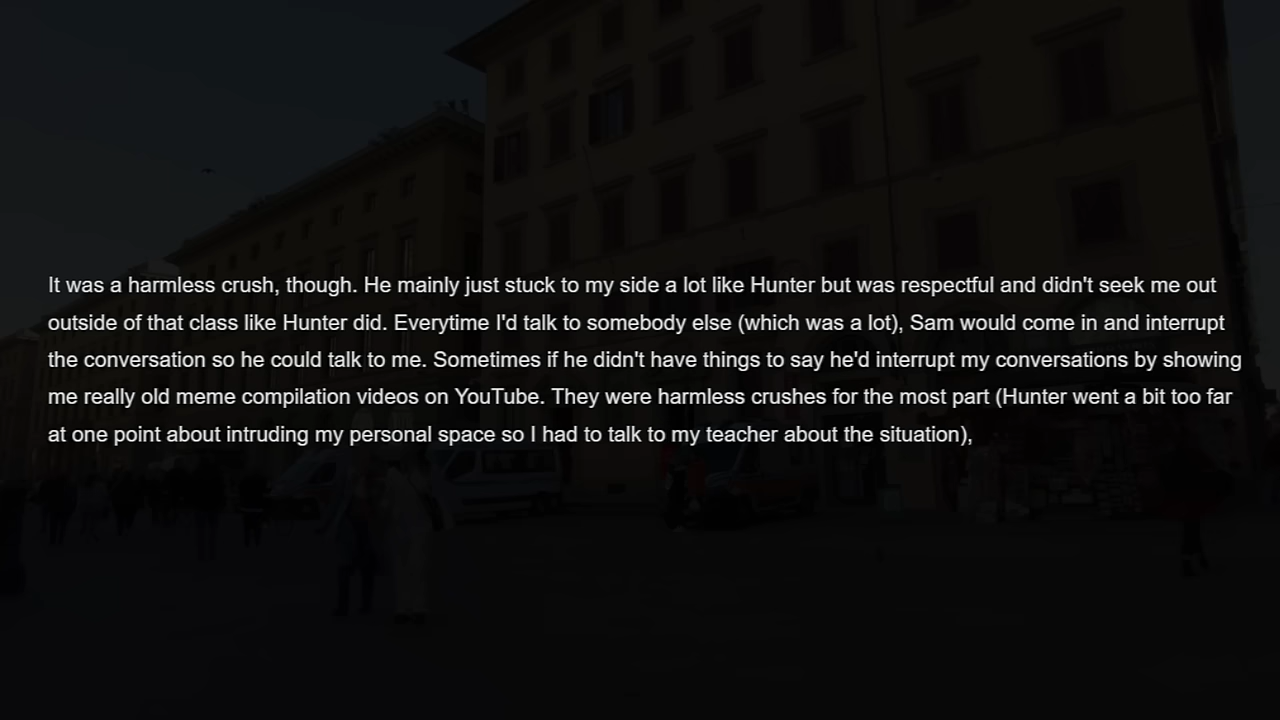 It was a harmless crush, though. He mainly just stuck to my side a lot like Hunter but was respectful and didn't seek me out
outside of that class like Hunter did. Everytime I'd talk to somebody else (which was a lot), Sam would come in and interrupt
the conversation so he could talk to me. Sometimes if he didn't have things to say he'd interrupt my conversations by showing
me really old meme compilation videos on YouTube. They were harmless crushes for the most part (Hunter went a bit too far
at one point about intruding my personal space so I had to talk to my teacher about the situation),